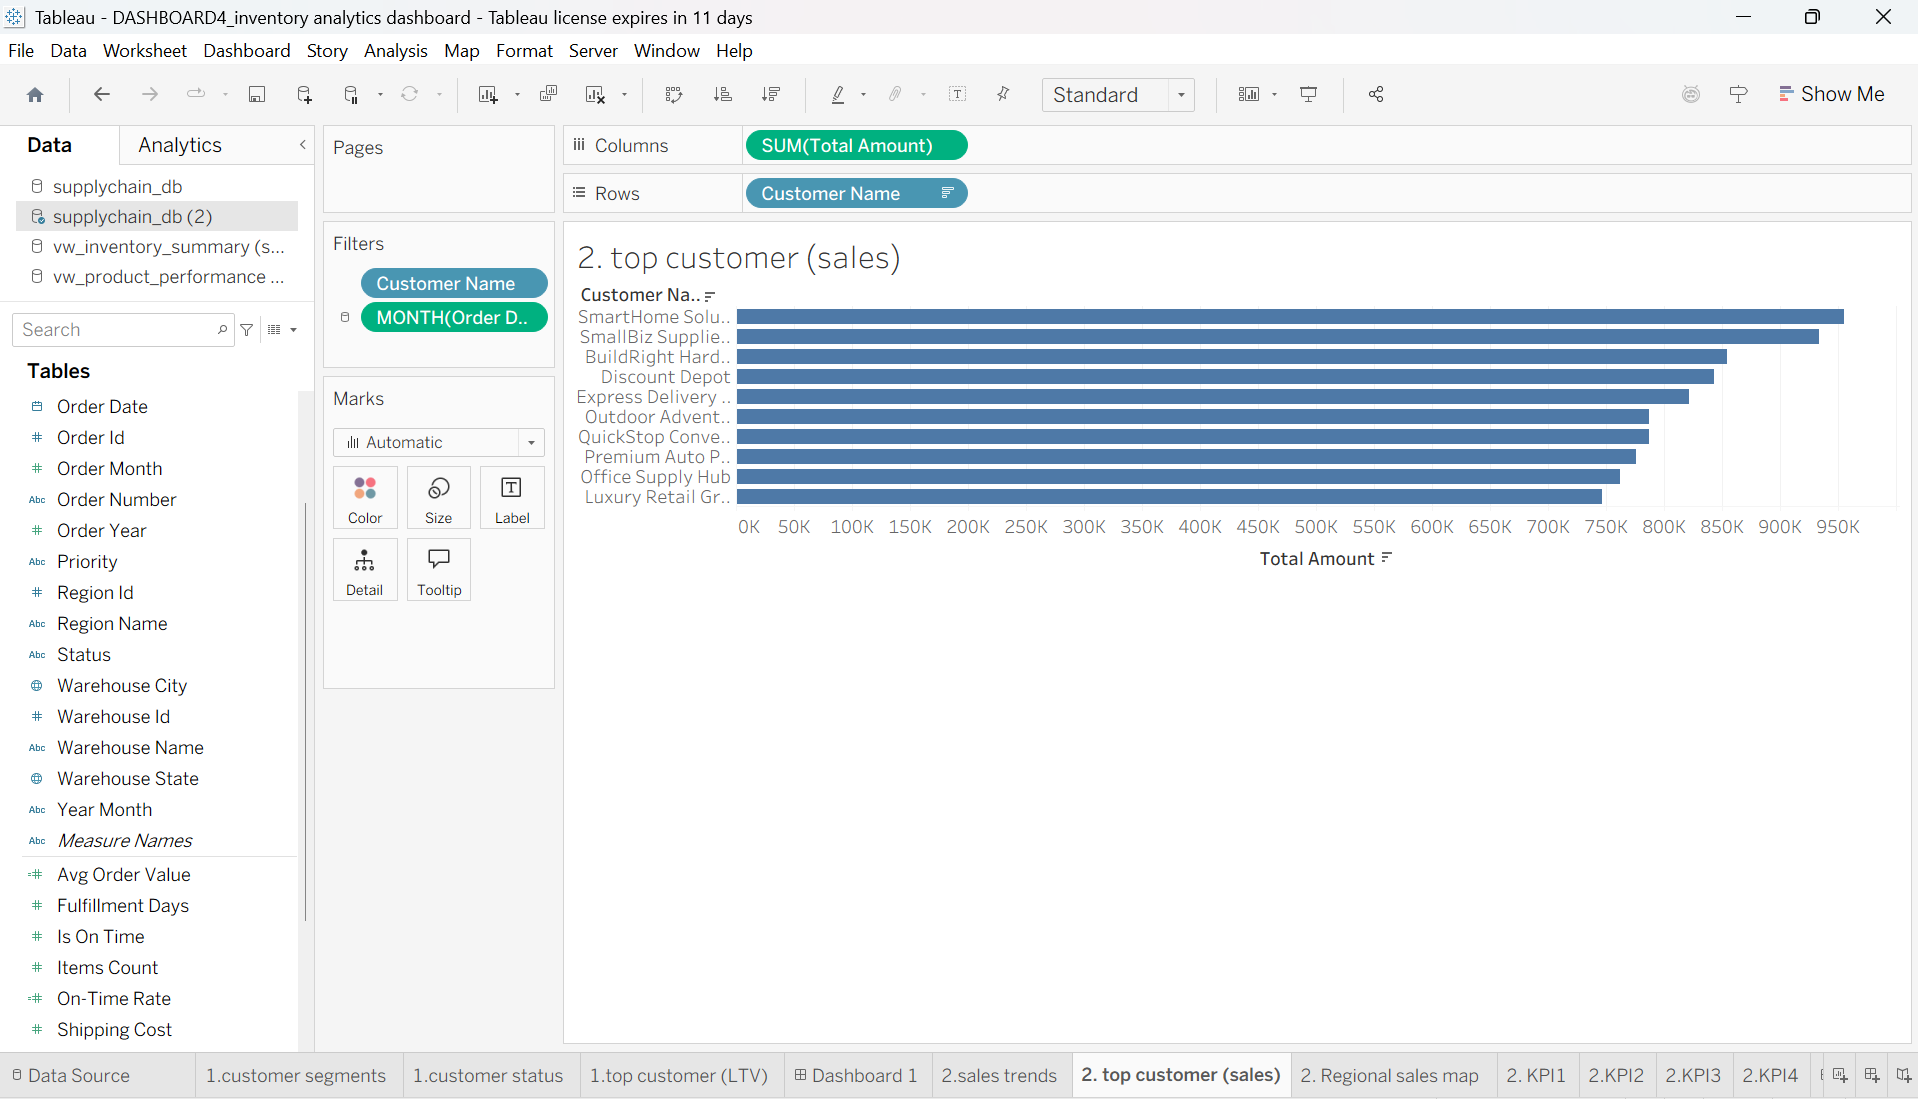 Tableau - DASHBOARD4_inventory analytics dashboard - Tableau license expires in 11 days
File Data Worksheet Dashboard Story Analysis Map Format Server Window Help
Standard
Show Me
Data
Analytics
supplychain_db
supplychain_db (2)
vw_inventory_summary (s...
vw_product_performance ...
Search
Tables
Order Date
Order Id
Order Month
Abc Order Number
Order Year
Abc Priority
Region Id
Abc Region Name
Abc Status
Warehouse City
Warehouse Id
Abc Warehouse Name
Warehouse State
Abc Year Month
Abc Measure Names
Avg Order Value
Fulfillment Days
Is On Time
Items Count
On-Time Rate
Shipping Cost
Pages
Filters
Customer Name
MONTH(Order D..
Marks
Automatic
Color
Size
Label
Detail
Tooltip
Columns
SUM(Total Amount)
Rows
Customer Name
2. top customer (sales)
Customer Na..
SmartHome Solu..
SmallBiz Supplie..
BuildRight Hard..
Discount Depot
Express Delivery ..
Outdoor Advent..
QuickStop Conve..
Premium Auto P..
Office Supply Hub
Luxury Retail Gr..
0K 50K 100K 150K 200K 250K 300K 350K 400K 450K 500K 550K 600K 650K 700K 750K 800K 850K 900K 950K
Total Amount
Data Source
1.customer segments
1.customer status
1.top customer (LTV)
Dashboard 1
2.sales trends
2. top customer (sales)
2. Regional sales map
2. KPI1
2.KPI2
2.KPI3
2.KPI4